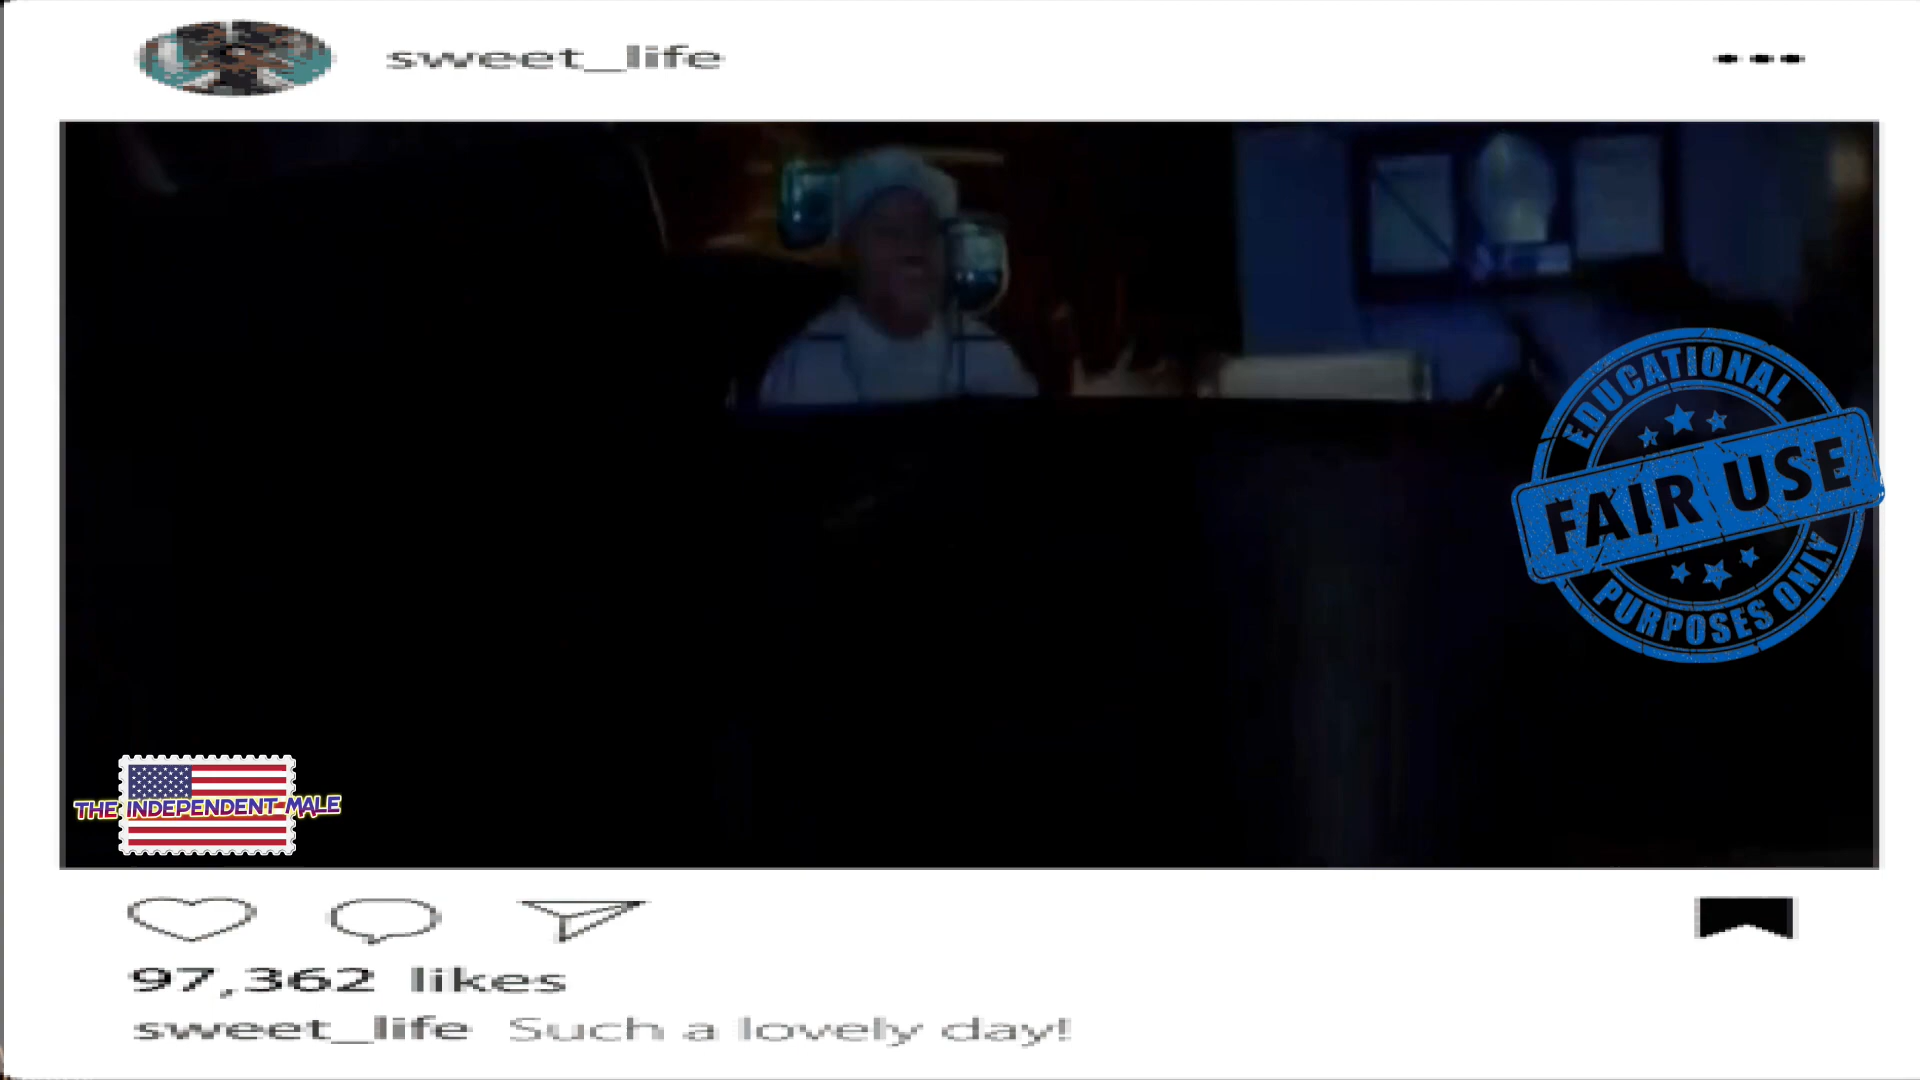 sweet_life
EDUCATIONAL
FAIR USE
PURPOSES ONLY
THE INDEPENDENT MALE
97,362 likes
sweet_life Such a lovely day!